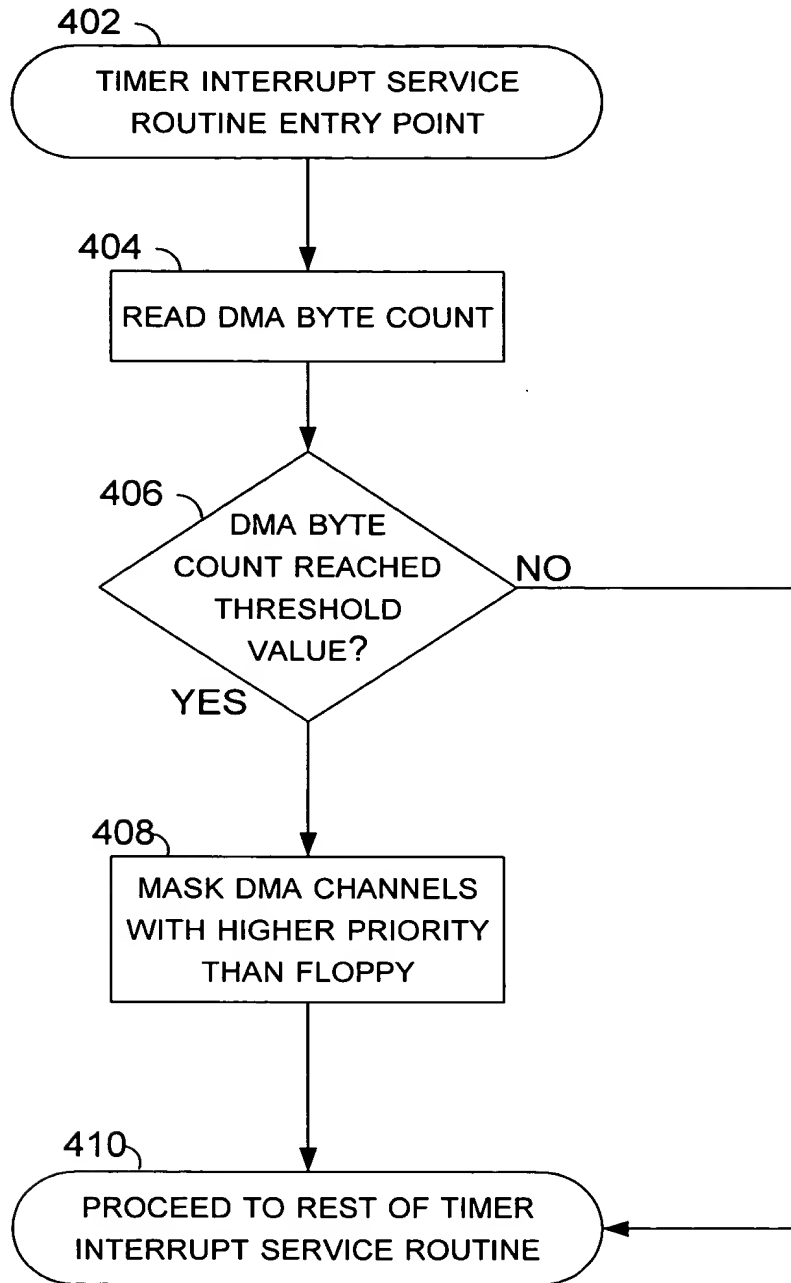 402
TIMER INTERRUPT SERVICE
ROUTINE ENTRY POINT
404
READ DMA BYTE COUNT
406
DMA BYTE
COUNT REACHED
THRESHOLD
VALUE?
NO
YES
408
MASK DMA CHANNELS
WITH HIGHER PRIORITY
THAN FLOPPY
410
PROCEED TO REST OF TIMER
INTERRUPT SERVICE ROUTINE